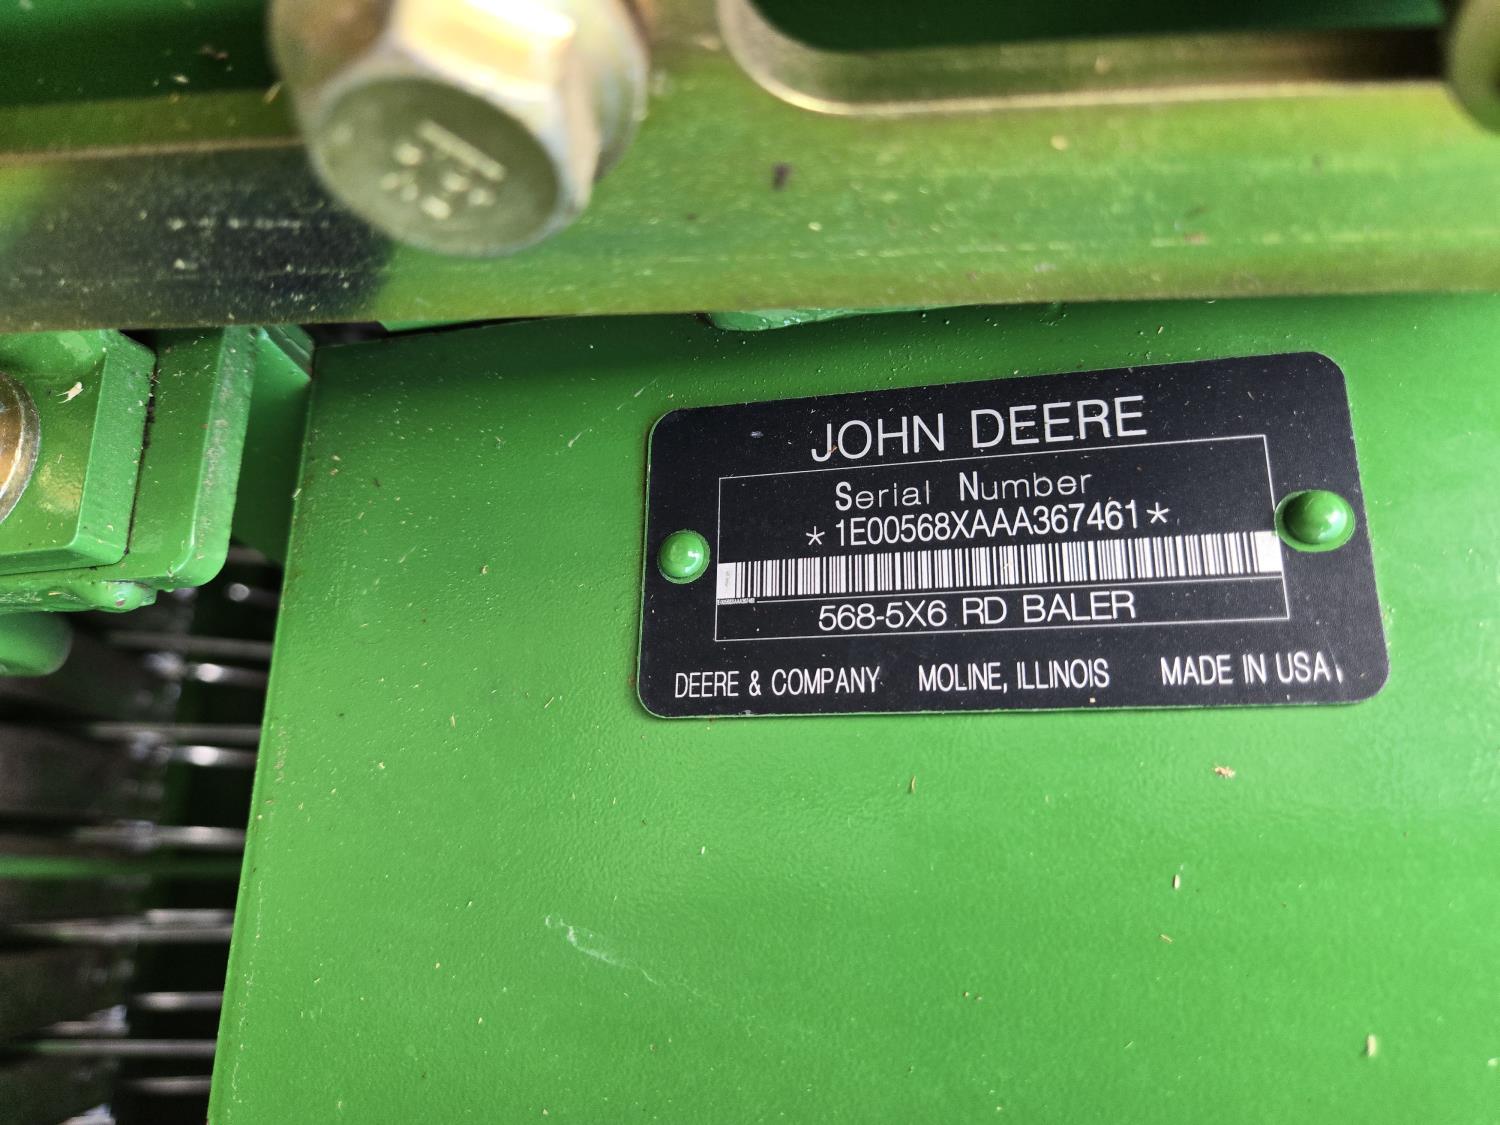 JOHN DEERE
Serial Number
*1E00568XAAA367461*
568-5X6 RD BALER
DEERE & COMPANY MOLINE, ILLINOIS MADE IN USA